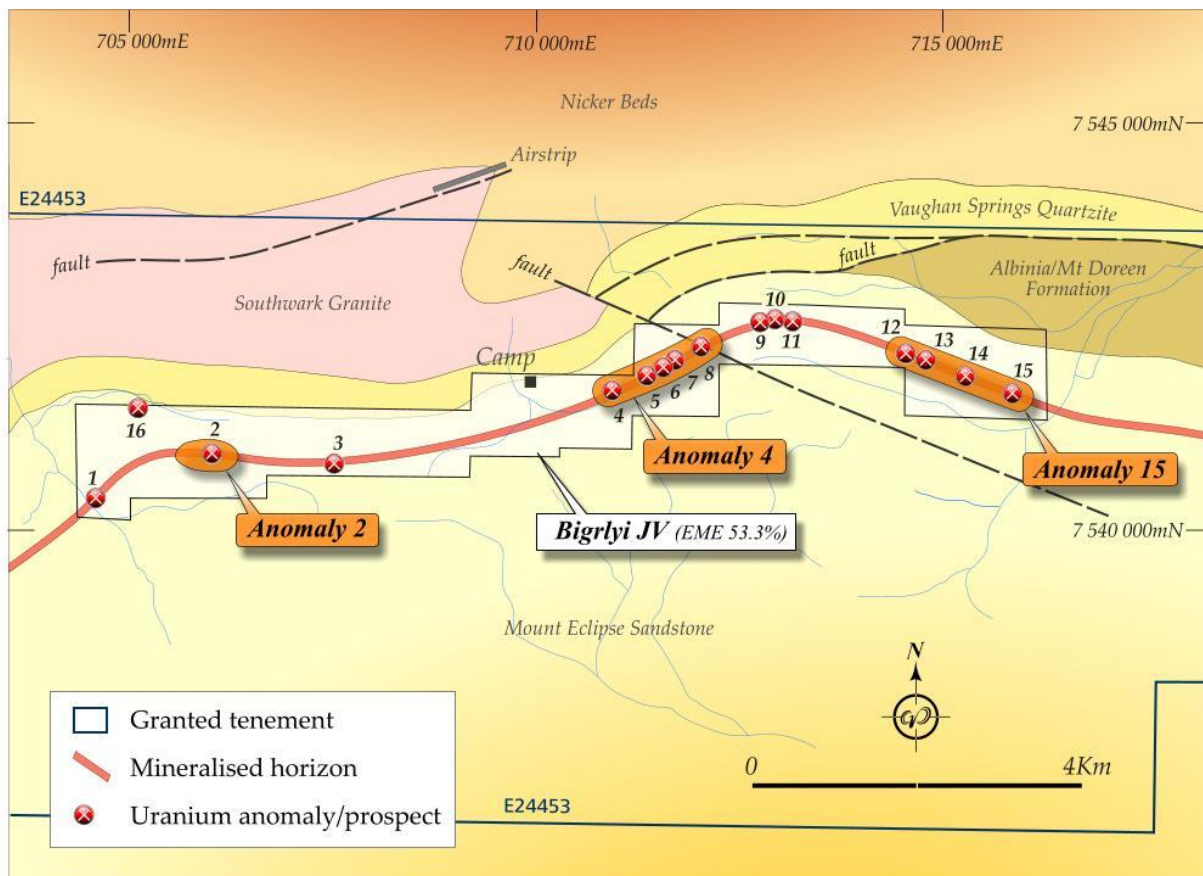 705 000mE
710 000mE
715 000mE
Nicker Beds
7 545 000mN
Airstrip
E24453
Vaughan Springs Quartzite
fault
fault
fault
Albinia/Mt Doreen
Formation
Southwark Granite
10
9
11
12
13
14
15
Camp
8
7
6
5
4
16
2
3
1
Anomaly 4
Anomaly 15
Anomaly 2
Bigrlyi JV (EME 53.3%)
7 540 000mN
Mount Eclipse Sandstone
N
Granted tenement
Mineralised horizon
Uranium anomaly/prospect
0
4Km
E24453